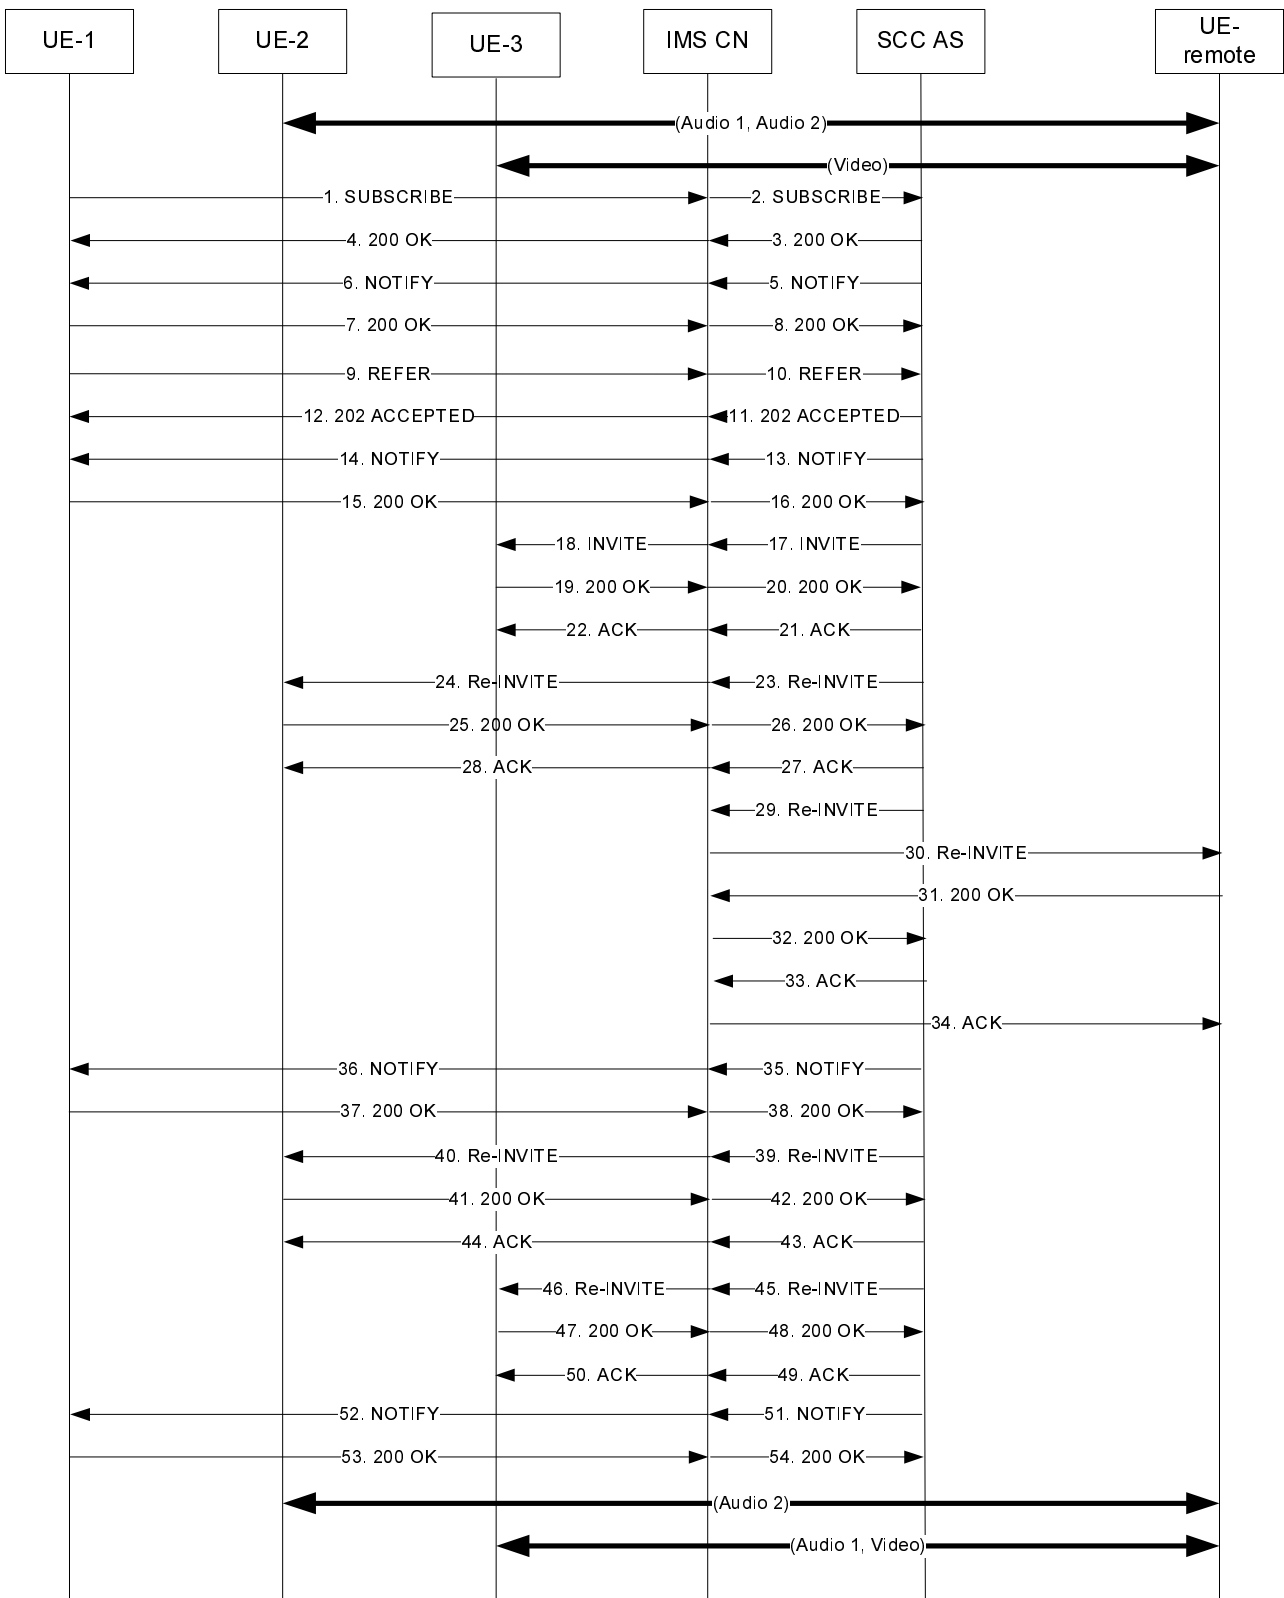 UE-1
UE-2
UE-3
IMS CN
SCC AS
UE-
remote
(Audio 1, Audio 2)
(Video)
1. SUBSCRIBE
2. SUBSCRIBE
4. 200 OK
3. 200 OK
6. NOTIFY
5. NOTIFY
7. 200 OK
8. 200 OK
9. REFER
10. REFER
12. 202 ACCEPTED
11. 202 ACCEPTED
14. NOTIFY
13. NOTIFY
15. 200 OK
16. 200 OK
18. INVITE
17. INVITE
19. 200 OK
20. 200 OK
22. ACK
21. ACK
24. Re-INVITE
23. Re-INVITE
25. 200 OK
26. 200 OK
28. ACK
27. ACK
29. Re-INVITE
30. Re-INVITE
31. 200 OK
32. 200 OK
33. ACK
34. ACK
36. NOTIFY
35. NOTIFY
37. 200 OK
38. 200 OK
40. Re-INVITE
39. Re-INVITE
41. 200 OK
42. 200 OK
44. ACK
43. ACK
46. Re-INVITE
45. Re-INVITE
47. 200 OK
48. 200 OK
50. ACK
49. ACK
52. NOTIFY
51. NOTIFY
53. 200 OK
54. 200 OK
(Audio 2)
(Audio 1, Video)